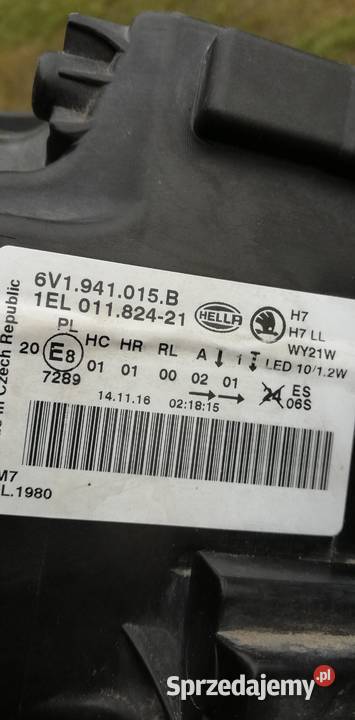 6V1.941.015.B
1EL 011.824-21
HELLA
H7
H7 LL
WY21W
LED 10/1.2W
PL
20 E8 HC HR RL A 1
7289 01 01 00 02 01 24 ES
06S
14.11.16 02:18:15
in Czech Republic
M7
L.1980
Sprzedajemy.pl